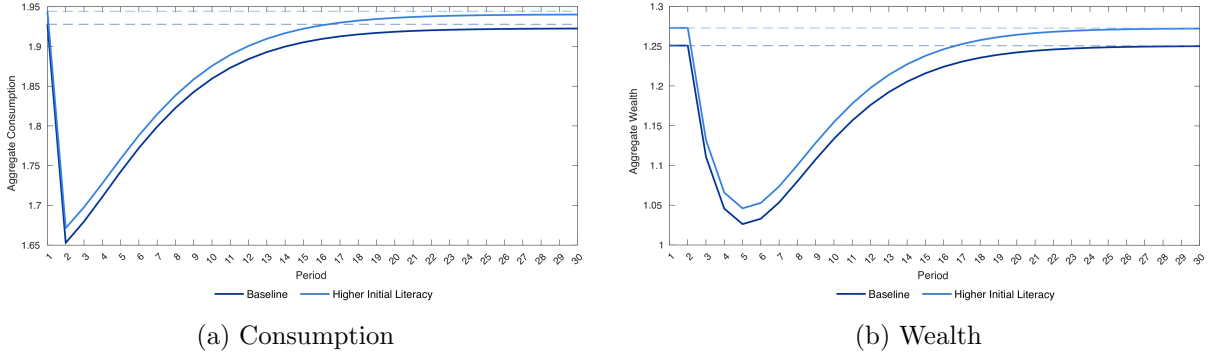 1.95
1.9
1.85
1.8
1.75
1.7
1.65
Aggregate Consumption
1 2 3 4 5 6 7 8 9 10 11 12 13 14 15 16 17 18 19 20 21 22 23 24 25 26 27 28 29 30
Period
Baseline Higher Initial Literacy
(a) Consumption
1.3
1.25
1.2
1.15
1.1
1.05
1
Aggregate Wealth
1 2 3 4 5 6 7 8 9 10 11 12 13 14 15 16 17 18 19 20 21 22 23 24 25 26 27 28 29 30
Period
Baseline Higher Initial Literacy
(b) Wealth